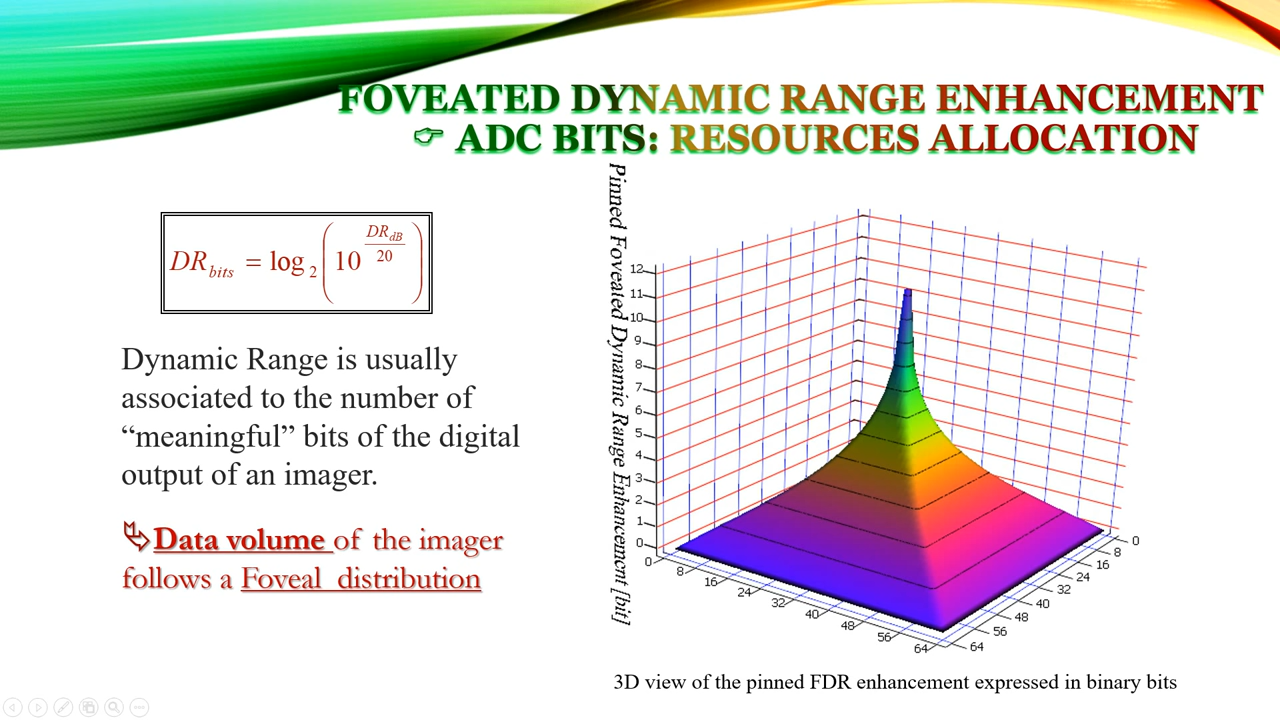 FOVEATED DYNAMIC RANGE ENHANCEMENT
☞ ADC BITS: RESOURCES ALLOCATION
DR_bits = log_2 ( 10^(DR_dB / 20) )
Dynamic Range is usually
associated to the number of
“meaningful” bits of the digital
output of an imager.
Data volume of the imager
follows a Foveal distribution
Pinned Foveated Dynamic Range Enhancement [bit]
12
11
10
9
8
7
6
5
4
3
2
1
0
0
8
16
24
32
40
48
56
64
0
8
16
24
32
40
48
56
64
3D view of the pinned FDR enhancement expressed in binary bits